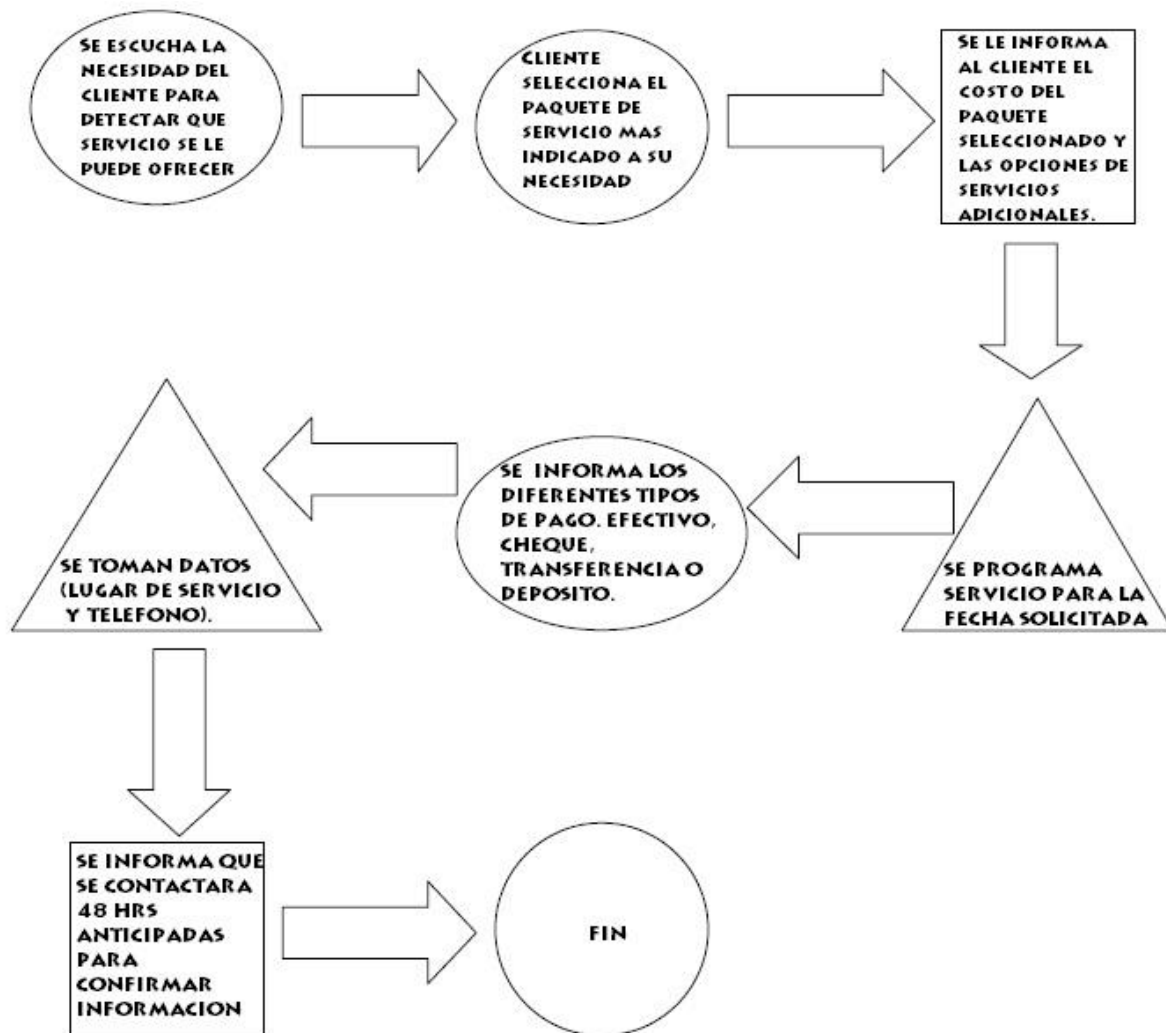 SE ESCUCHA LA
NECESIDAD DEL
CLIENTE PARA
DETECTAR QUE
SERVICIO SE LE
PUEDE OFRECER
CLIENTE
SELECCIONA EL
PAQUETE DE
SERVICIO MAS
INDICADO A SU
NECESIDAD
SE LE INFORMA
AL CLIENTE EL
COSTO DEL
PAQUETE
SELECCIONADO Y
LAS OPCIONES DE
SERVICIOS
ADICIONALES.
SE PROGRAMA
SERVICIO PARA LA
FECHA SOLICITADA
SE INFORMA LOS
DIFERENTES TIPOS
DE PAGO. EFECTIVO,
CHEQUE,
TRANSFERENCIA O
DEPOSITO.
SE TOMAN DATOS
(LUGAR DE SERVICIO
Y TELEFONO).
SE INFORMA QUE
SE CONTACTARA
48 HRS
ANTICIPADAS
PARA
CONFIRMAR
INFORMACION
FIN